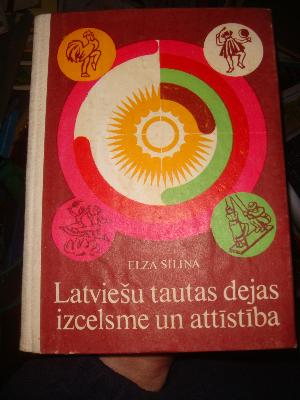 ELZA SILIŅA
Latviešu tautas dejas
izcelsme un attīstība